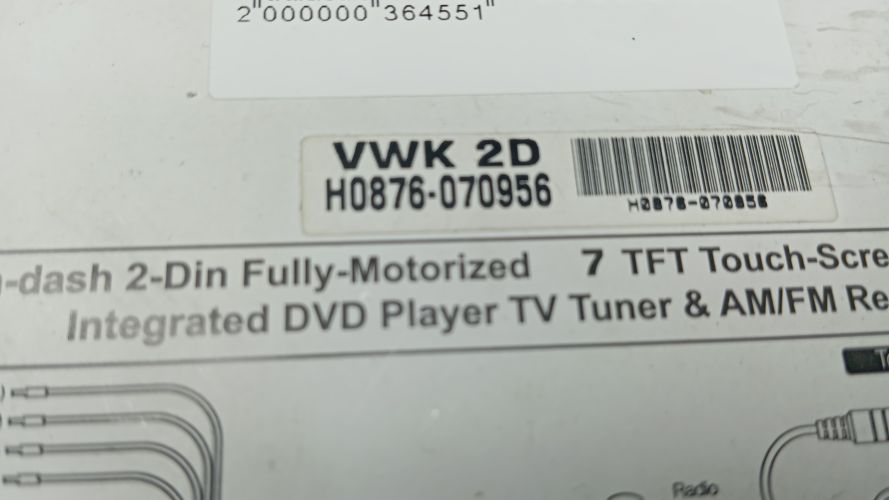 2"000000"364551"
VWK 2D
H0876-070956
H0876-070956
-dash 2-Din Fully-Motorized 7 TFT Touch-Scre
Integrated DVD Player TV Tuner & AM/FM Re
Radio